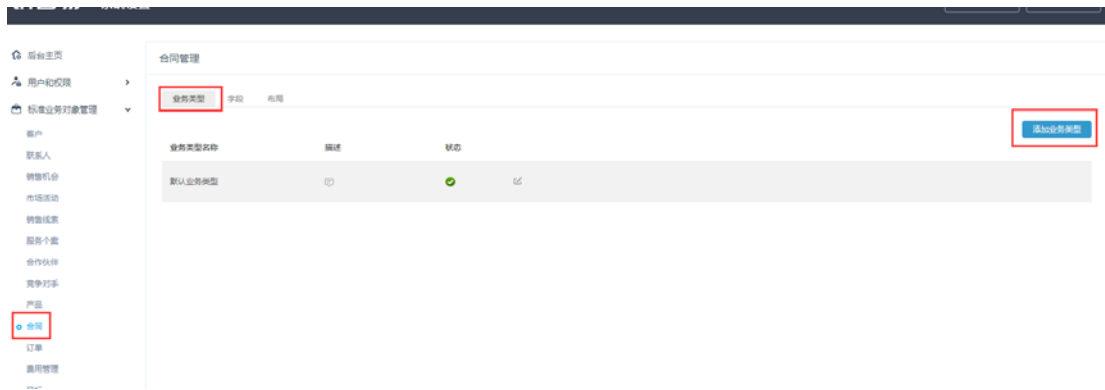 后台主页
用户和权限
标准业务对象管理
客户
联系人
销售机会
市场活动
销售线索
服务个案
合作伙伴
竞争对手
产品
合同
订单
费用管理
合同管理
业务类型 字段 布局
添加业务类型
业务类型名称 描述 状态
默认业务类型